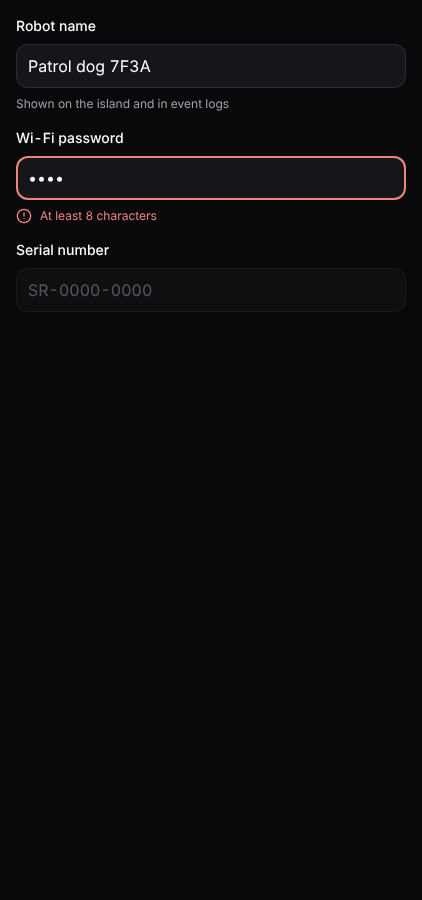 Robot name
Patrol dog 7F3A
Shown on the island and in event logs
Wi-Fi password
••••
At least 8 characters
Serial number
SR-0000-0000